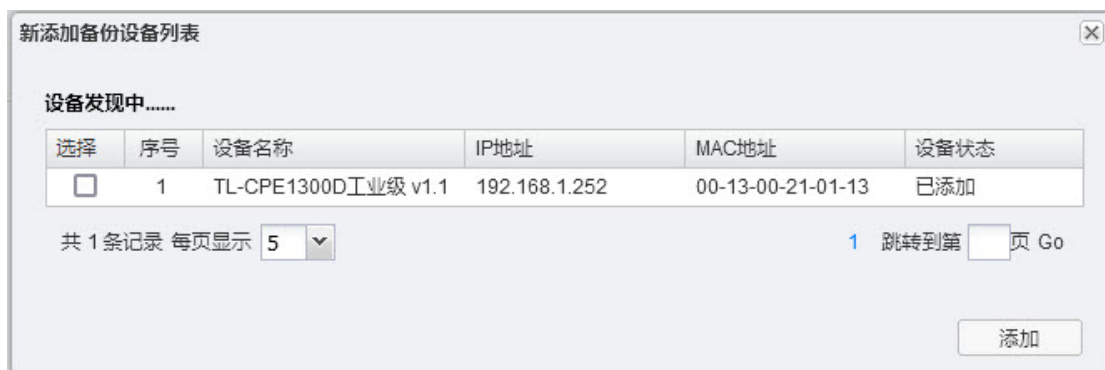 新添加备份设备列表
设备发现中......
选择 序号 设备名称 IP地址 MAC地址 设备状态
1 TL-CPE1300D工业级 v1.1 192.168.1.252 00-13-00-21-01-13 已添加
共 1 条记录 每页显示 5 1 跳转到第 页 Go
添加